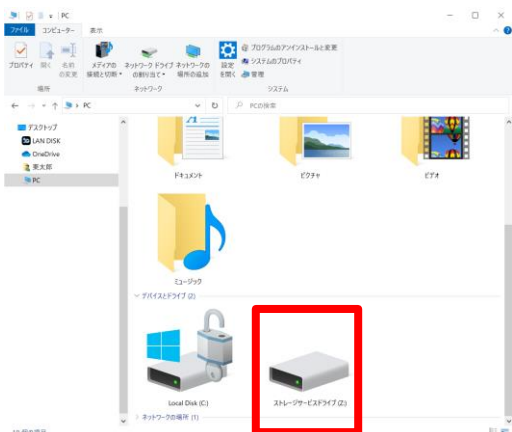 PC
ファイル コンピューター 表示
プロパティ 開く 名前の変更 メディアの接続と切断 ネットワーク ドライブの割り当て ネットワークの場所の追加 設定を開く
プログラムのアンインストールと変更
システムのプロパティ
管理
場所 ネットワーク システム
PC PCの検索
デスクトップ
LAN DISK
OneDrive
PC
ドキュメント ピクチャ ビデオ
ミュージック
デバイスとドライブ (2)
Local Disk (C:) ストレージサービスドライブ (Z:)
ネットワークの場所 (1)